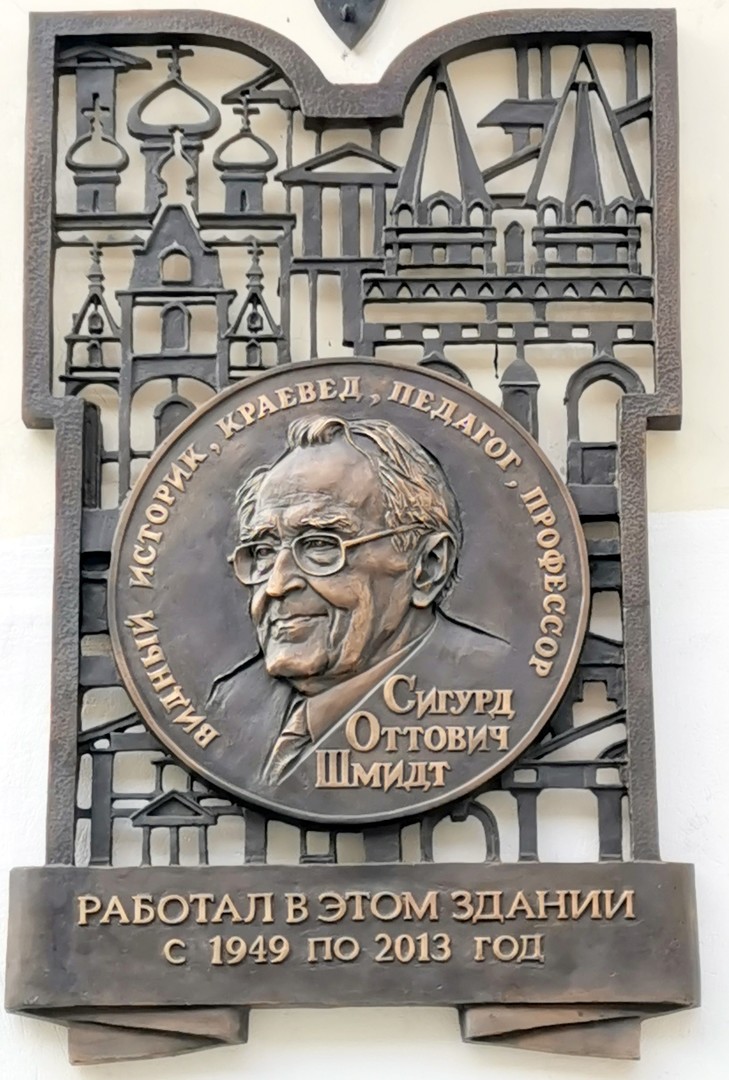 ВИДНЫЙ ИСТОРИК, КРАЕВЕД, ПЕДАГОГ, ПРОФЕССОР
СИГУРД
ОТТОВИЧ
ШМИДТ
РАБОТАЛ В ЭТОМ ЗДАНИИ
С 1949 ПО 2013 ГОД